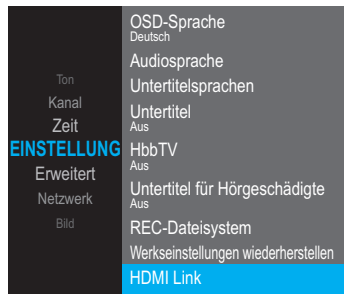 Ton
Kanal
Zeit
EINSTELLUNG
Erweitert
Netzwerk
Bild
OSD-Sprache
Deutsch
Audiosprache
Untertitelsprachen
Untertitel
Aus
HbbTV
Aus
Untertitel für Hörgeschädigte
Aus
REC-Dateisystem
Werkseinstellungen wiederherstellen
HDMI Link